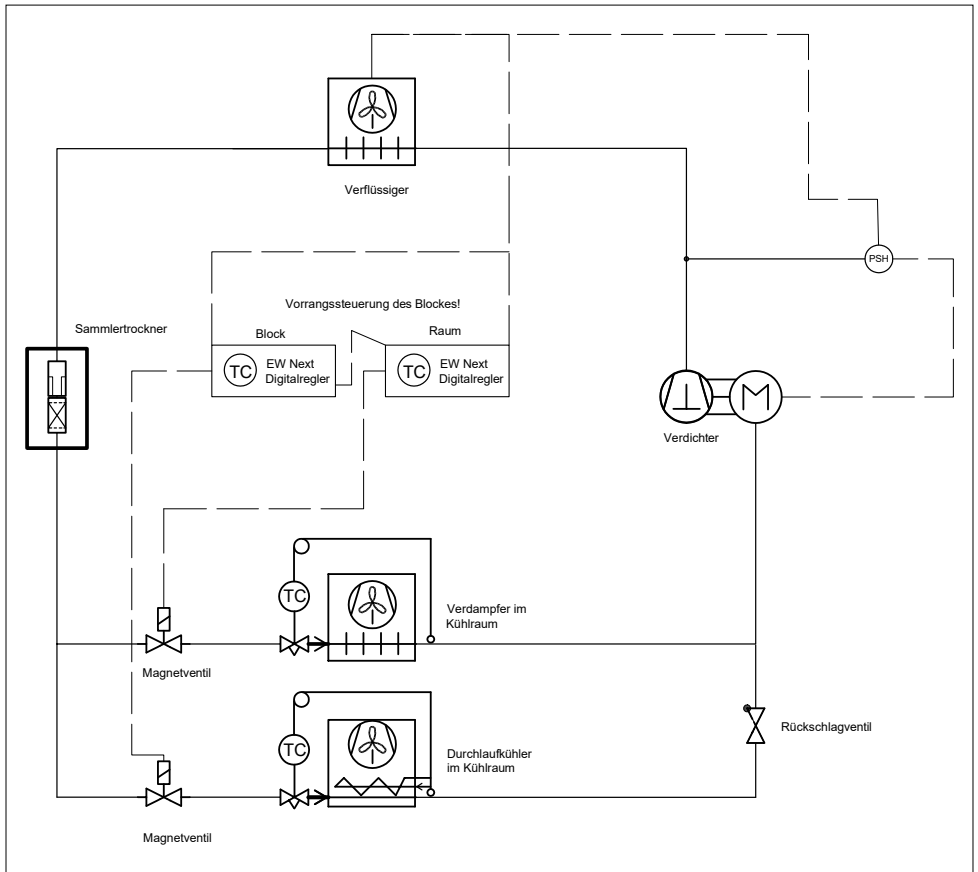 Verflüssiger
PSH
Vorrangssteuerung des Blockes!
Sammlertrockner
Block
Raum
TC
EW Next
Digitalregler
TC
EW Next
Digitalregler
M
Verdichter
TC
Verdampfer im
Kühlraum
Magnetventil
TC
Durchlaufkühler
im Kühlraum
Rückschlagventil
Magnetventil